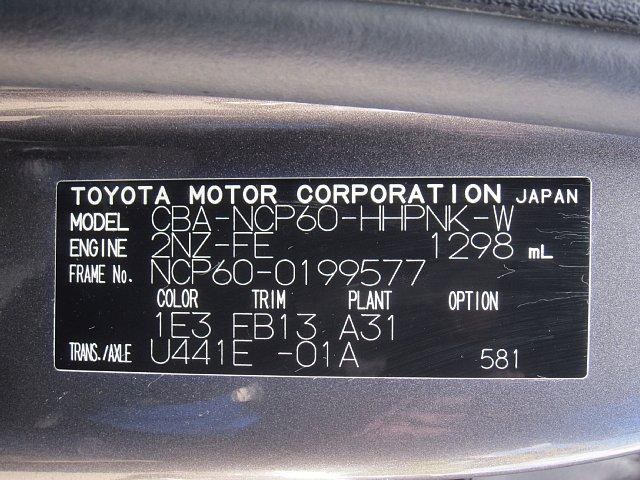 TOYOTA MOTOR CORPORATION JAPAN
MODEL CBA-NCP60-HHPNK-W
ENGINE 2NZ-FE 1298 mL
FRAME No. NCP60-0199577
COLOR TRIM PLANT OPTION
1E3 FB13 A31
TRANS./AXLE U441E -01A 581